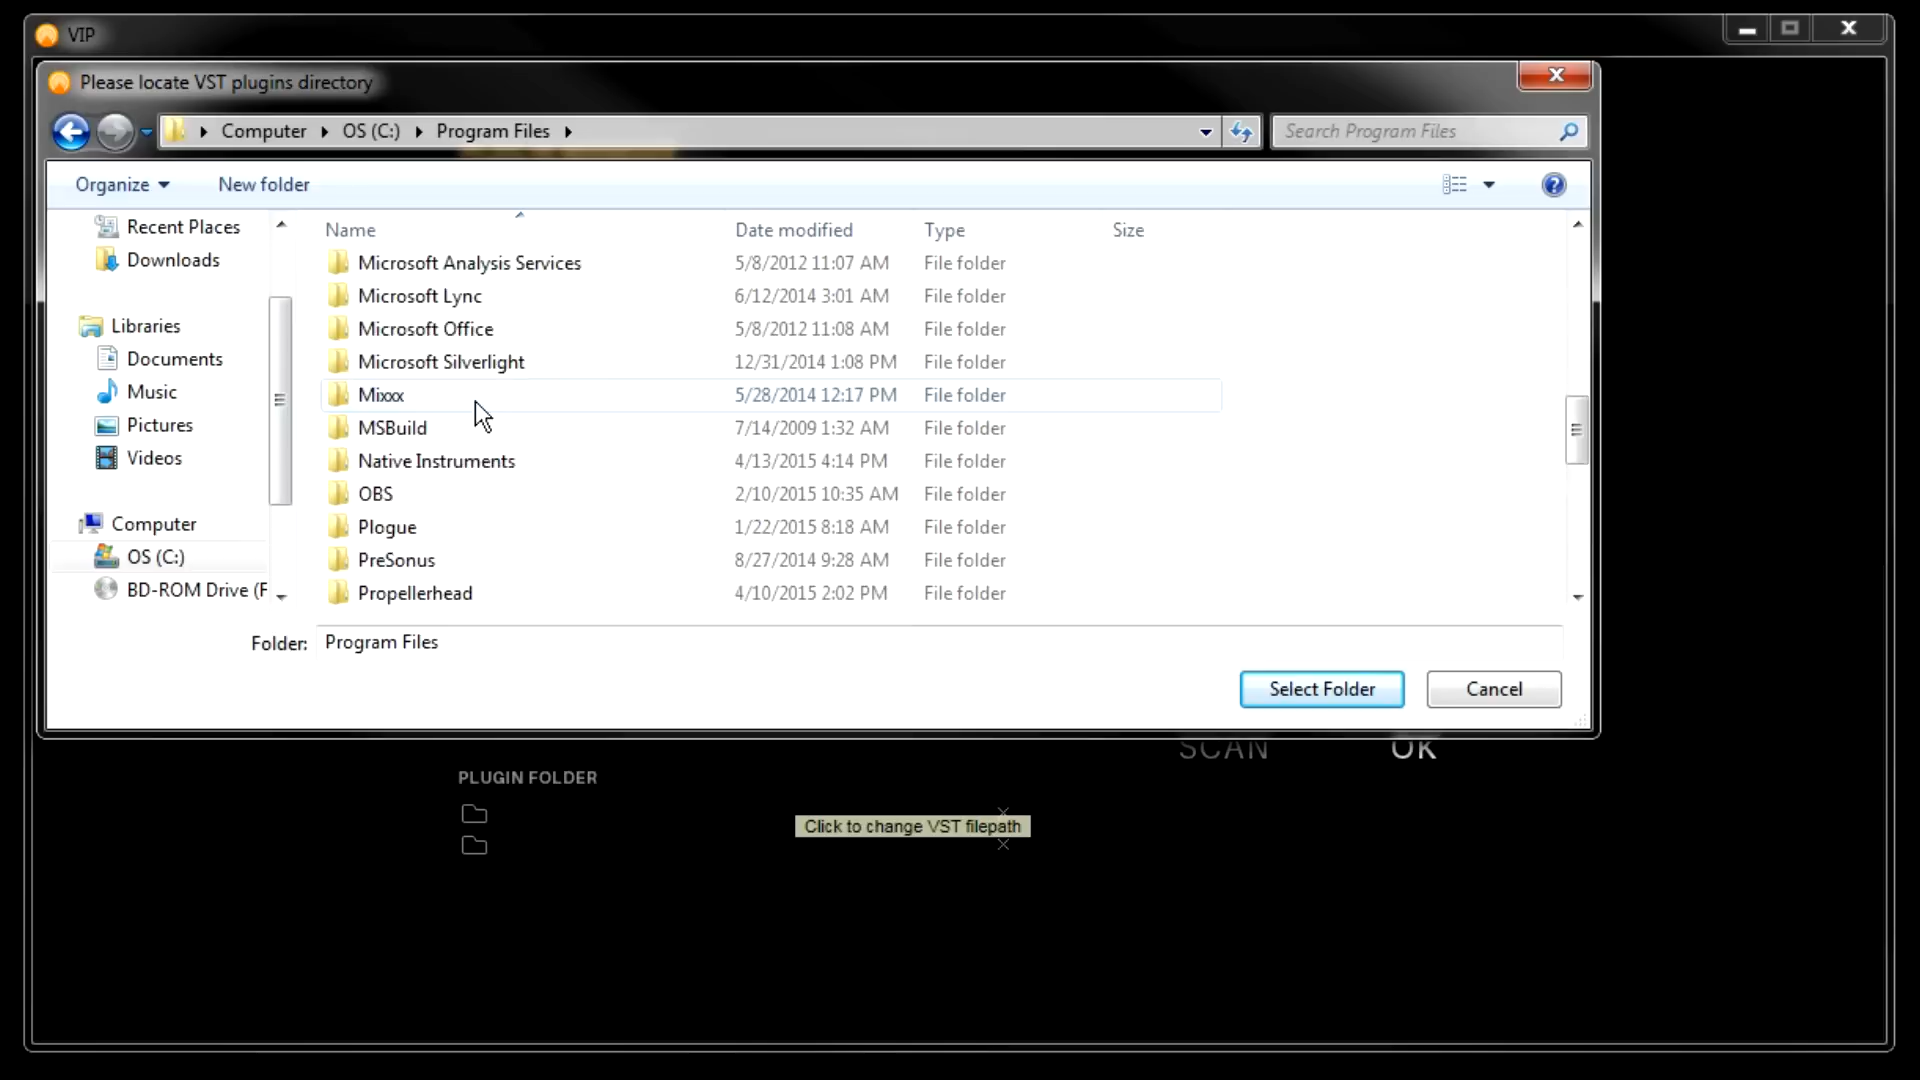 VIP
Please locate VST plugins directory
Computer OS (C:) Program Files
Search Program Files
Organize New folder
Recent Places
Downloads
Libraries
Documents
Music
Pictures
Videos
Computer
OS (C:)
BD-ROM Drive (F
Name Date modified Type Size
Microsoft Analysis Services 5/8/2012 11:07 AM File folder
Microsoft Lync 6/12/2014 3:01 AM File folder
Microsoft Office 5/8/2012 11:08 AM File folder
Microsoft Silverlight 12/31/2014 1:08 PM File folder
Mixxx 5/28/2014 12:17 PM File folder
MSBuild 7/14/2009 1:32 AM File folder
Native Instruments 4/13/2015 4:14 PM File folder
OBS 2/10/2015 10:35 AM File folder
Plogue 1/22/2015 8:18 AM File folder
PreSonus 8/27/2014 9:28 AM File folder
Propellerhead 4/10/2015 2:02 PM File folder
Folder: Program Files
Select Folder Cancel
SCAN OK
PLUGIN FOLDER
Click to change VST filepath